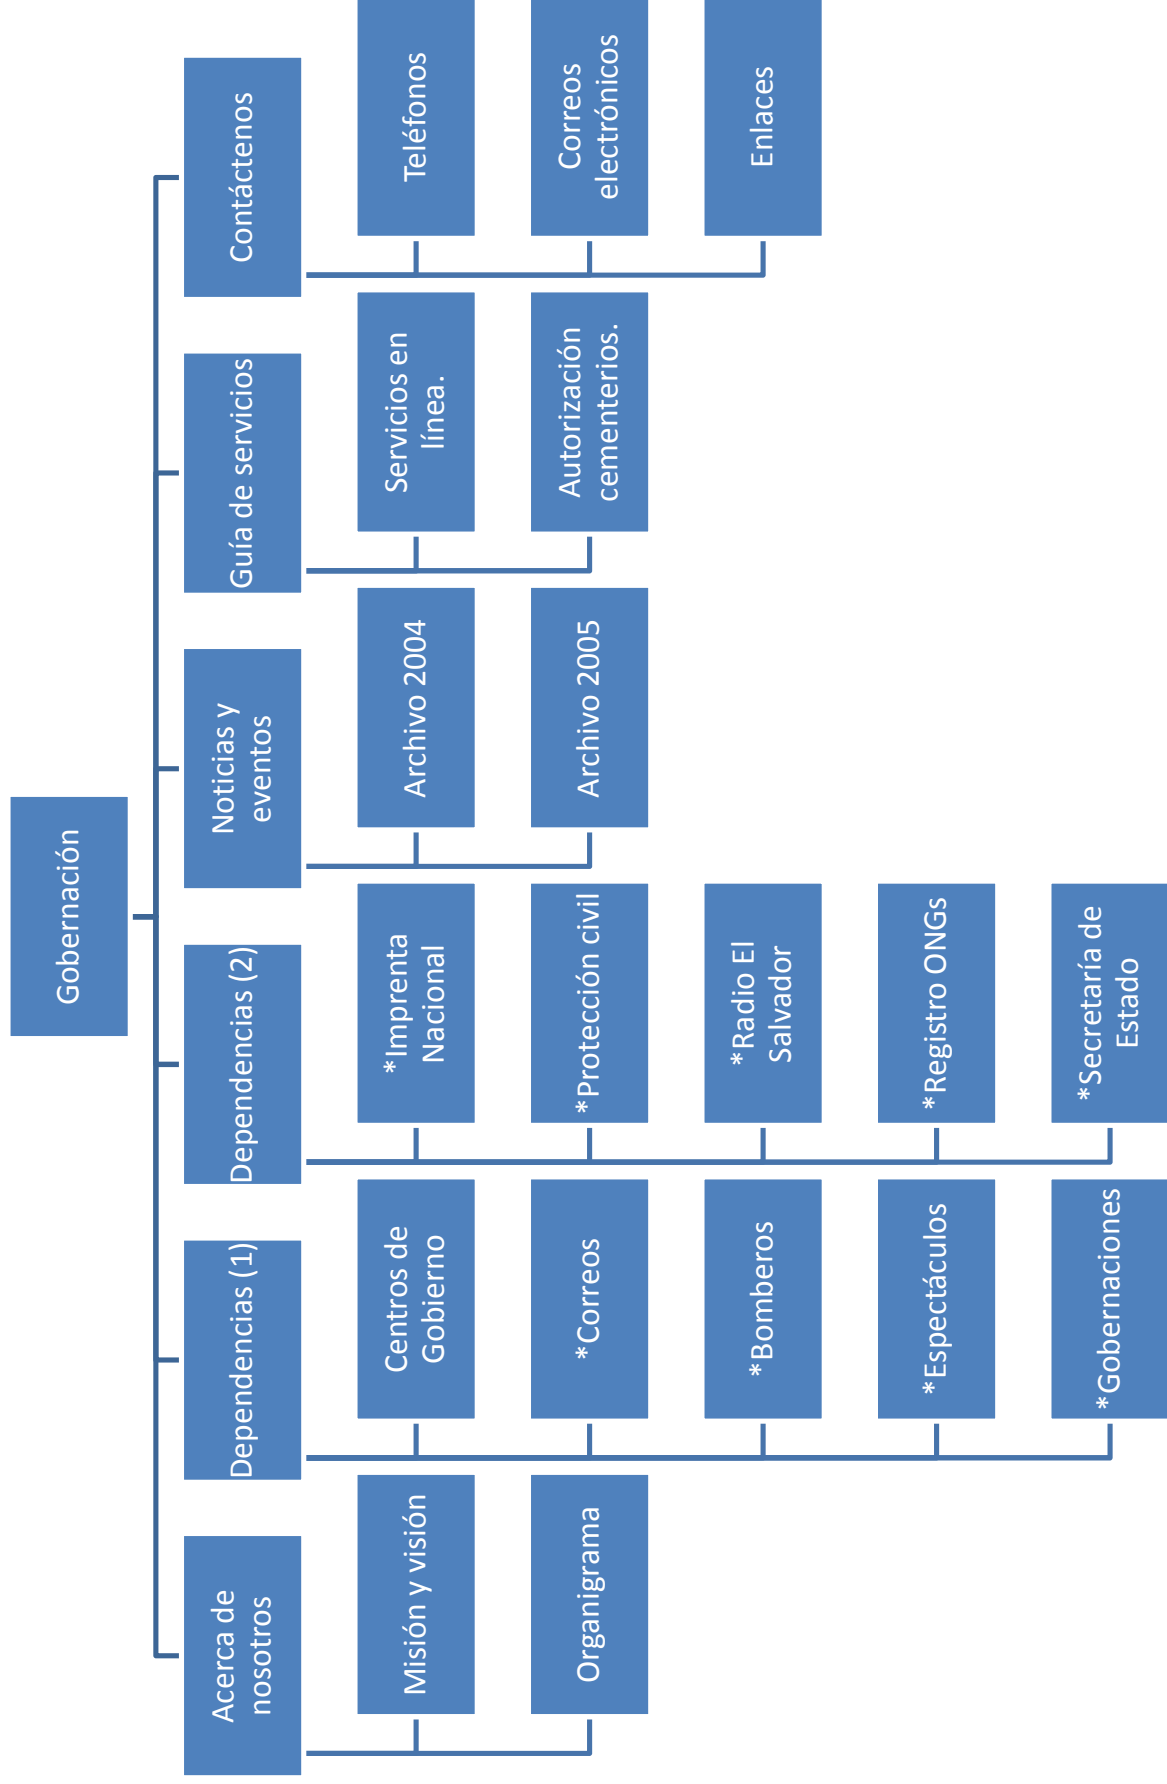 Gobernación
Acerca de
nosotros
Misión y visión
Organigrama
Dependencias (1)
Centros de
Gobierno
*Correos
*Bomberos
*Espectáculos
*Gobernaciones
Dependencias (2)
*Imprenta
Nacional
*Protección civil
*Radio El
Salvador
*Registro ONGs
*Secretaría de
Estado
Noticias y
eventos
Archivo 2004
Archivo 2005
Guía de servicios
Servicios en
línea.
Autorización
cementerios.
Contáctenos
Teléfonos
Correos
electrónicos
Enlaces